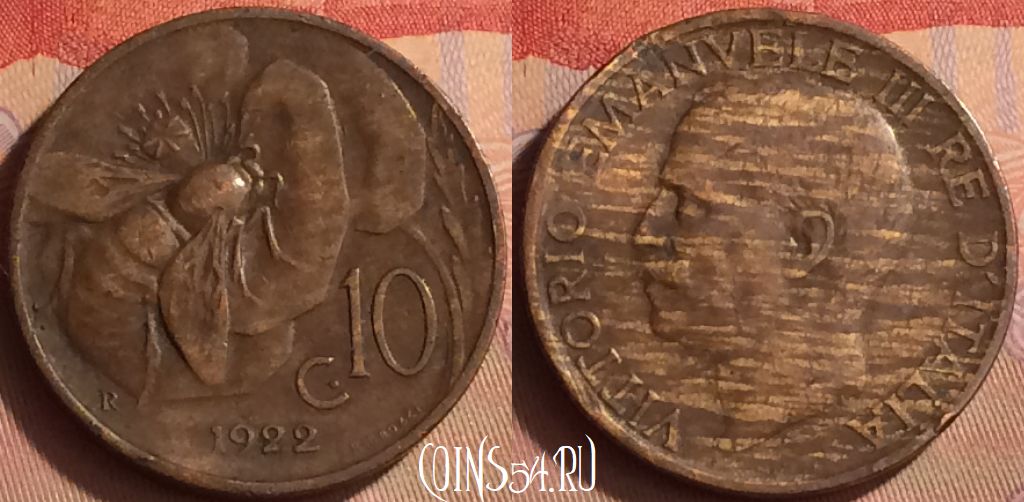 C. 10
R
1922
VITTORIO EMANVELE III RE D'ITALIA
COINS54.RU